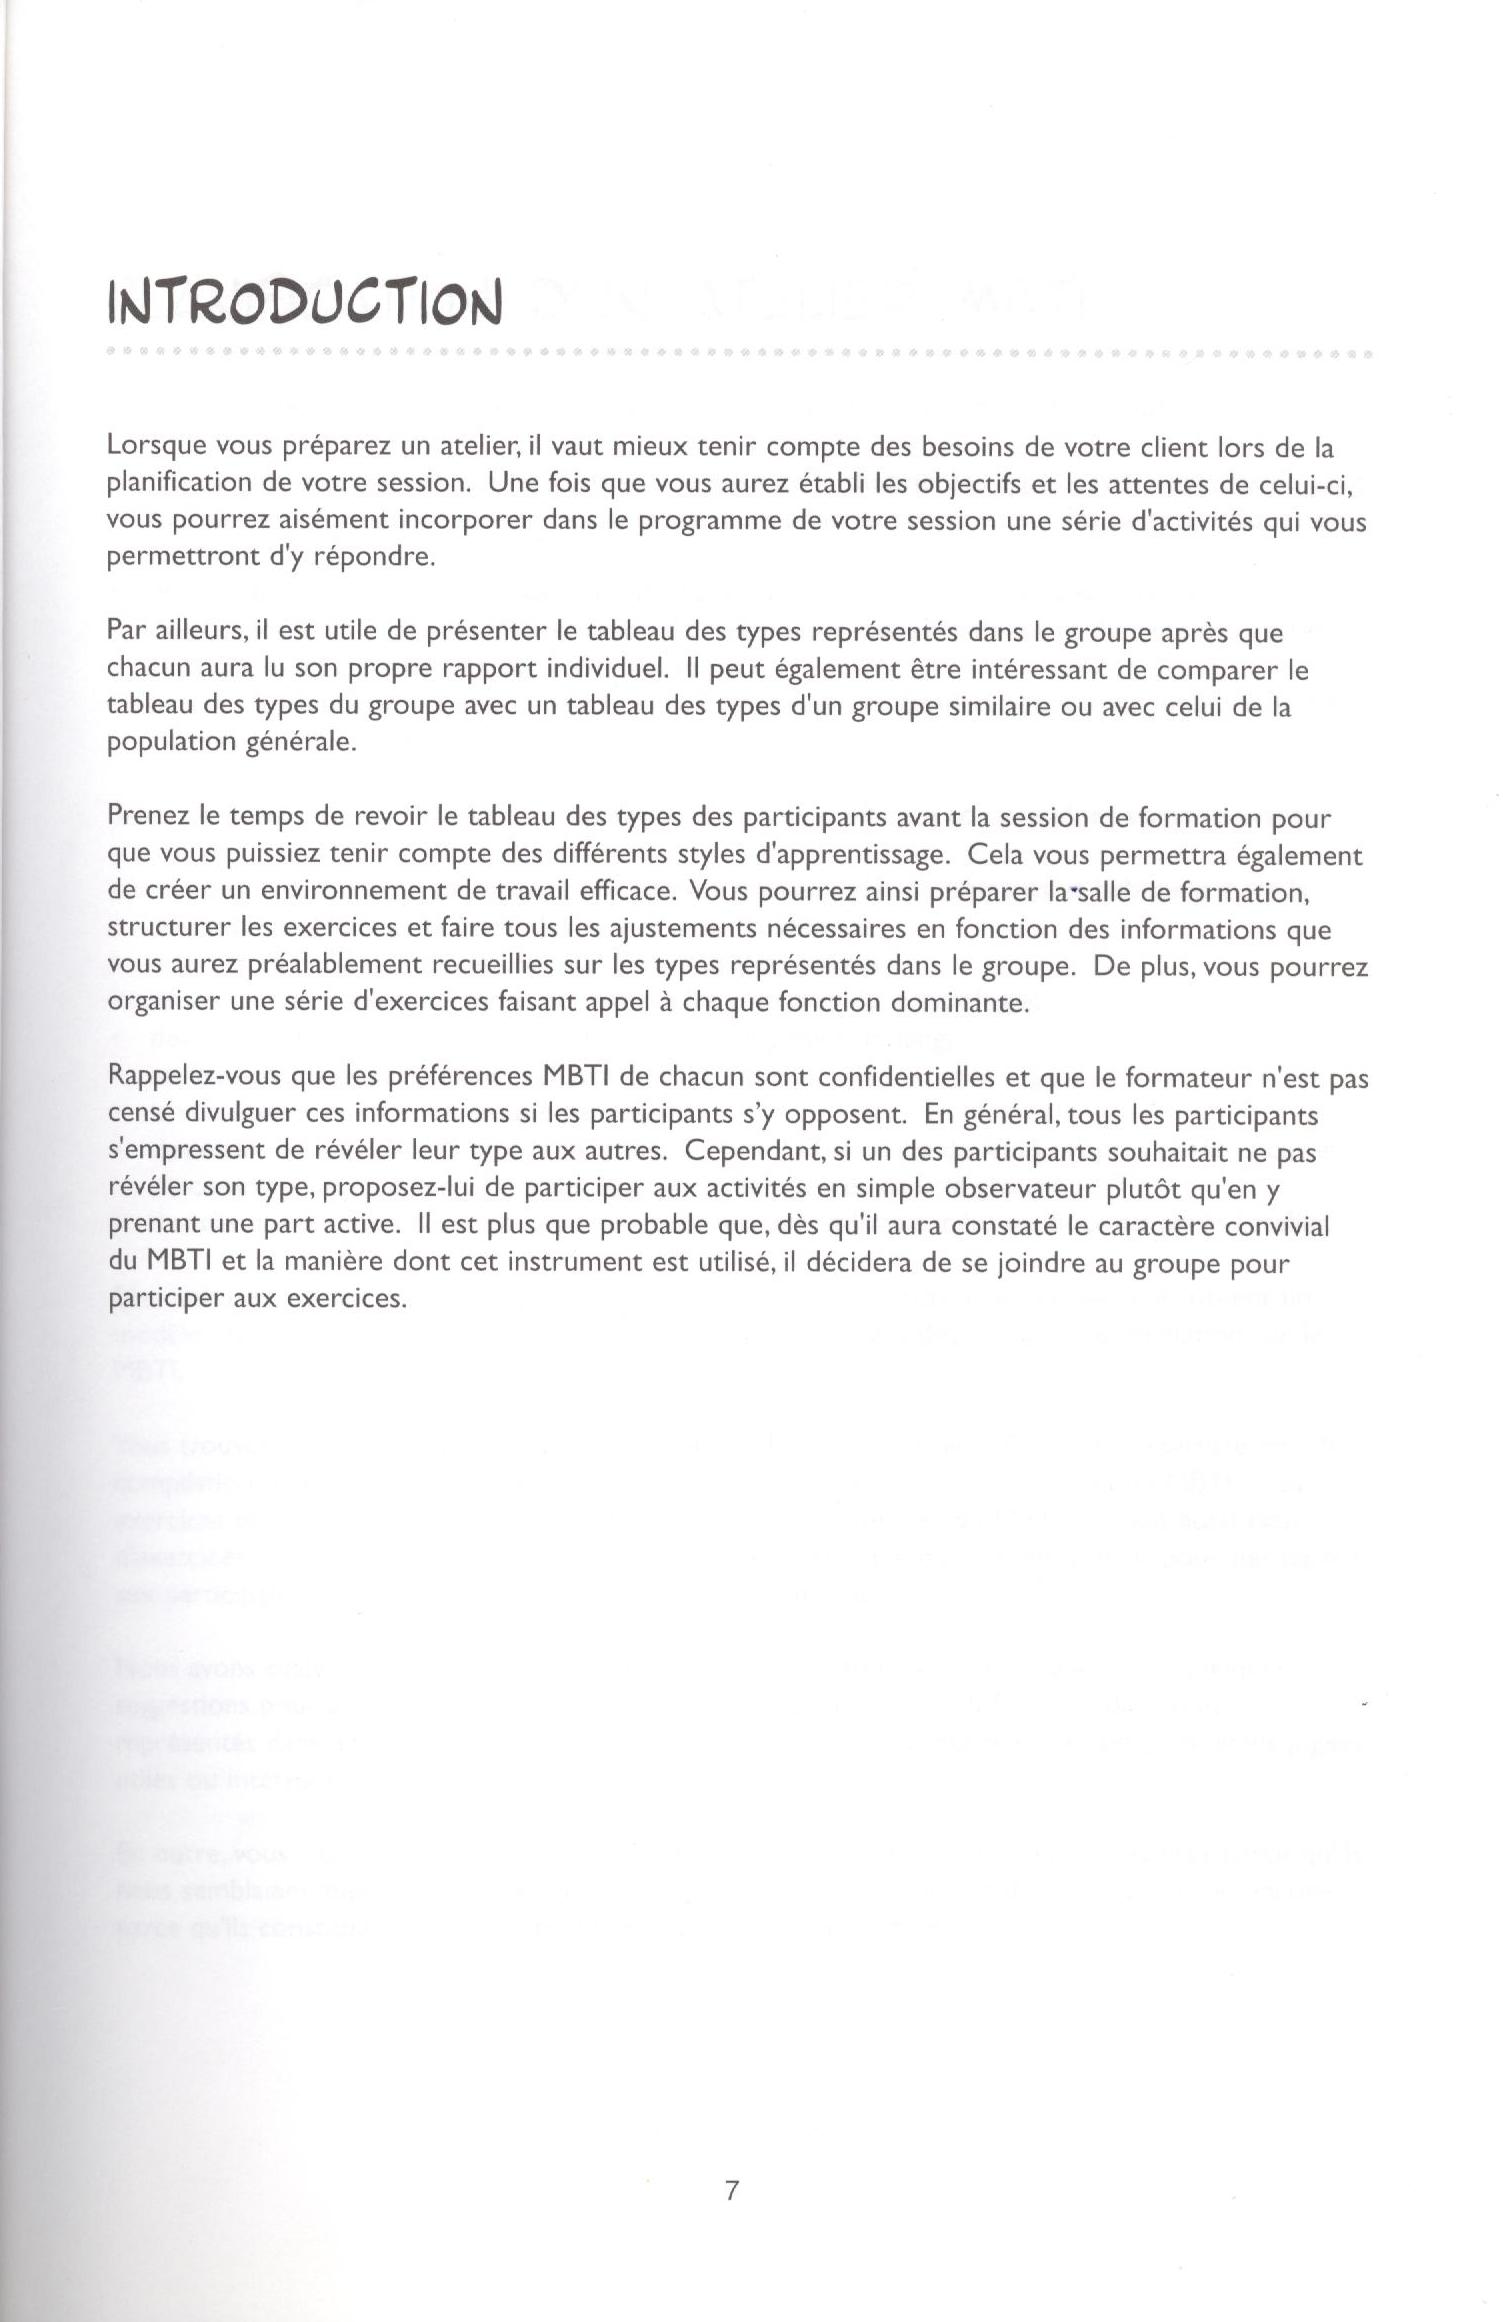 INTRODUCTION
Lorsque vous préparez un atelier, il vaut mieux tenir compte des besoins de votre client lors de la
planification de votre session. Une fois que vous aurez établi les objectifs et les attentes de celui-ci,
vous pourrez aisément incorporer dans le programme de votre session une série d'activités qui vous
permettront d'y répondre.
Par ailleurs, il est utile de présenter le tableau des types représentés dans le groupe après que
chacun aura lu son propre rapport individuel. Il peut également être intéressant de comparer le
tableau des types du groupe avec un tableau des types d'un groupe similaire ou avec celui de la
population générale.
Prenez le temps de revoir le tableau des types des participants avant la session de formation pour
que vous puissiez tenir compte des différents styles d'apprentissage. Cela vous permettra également
de créer un environnement de travail efficace. Vous pourrez ainsi préparer la salle de formation,
structurer les exercices et faire tous les ajustements nécessaires en fonction des informations que
vous aurez préalablement recueillies sur les types représentés dans le groupe. De plus, vous pourrez
organiser une série d'exercices faisant appel à chaque fonction dominante.
Rappelez-vous que les préférences MBTI de chacun sont confidentielles et que le formateur n'est pas
censé divulguer ces informations si les participants s'y opposent. En général, tous les participants
s'empressent de révéler leur type aux autres. Cependant, si un des participants souhaitait ne pas
révéler son type, proposez-lui de participer aux activités en simple observateur plutôt qu'en y
prenant une part active. Il est plus que probable que, dès qu'il aura constaté le caractère convivial
du MBTI et la manière dont cet instrument est utilisé, il décidera de se joindre au groupe pour
participer aux exercices.
7